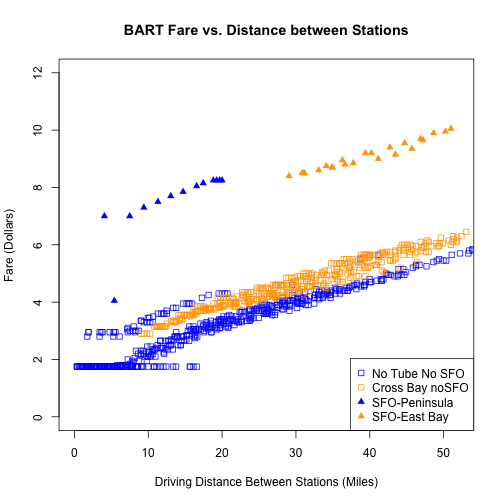 BART Fare vs. Distance between Stations
12
10
8
6
4
2
0
Fare (Dollars)
No Tube No SFO
Cross Bay noSFO
SFO-Peninsula
SFO-East Bay
0 10 20 30 40 50
Driving Distance Between Stations (Miles)